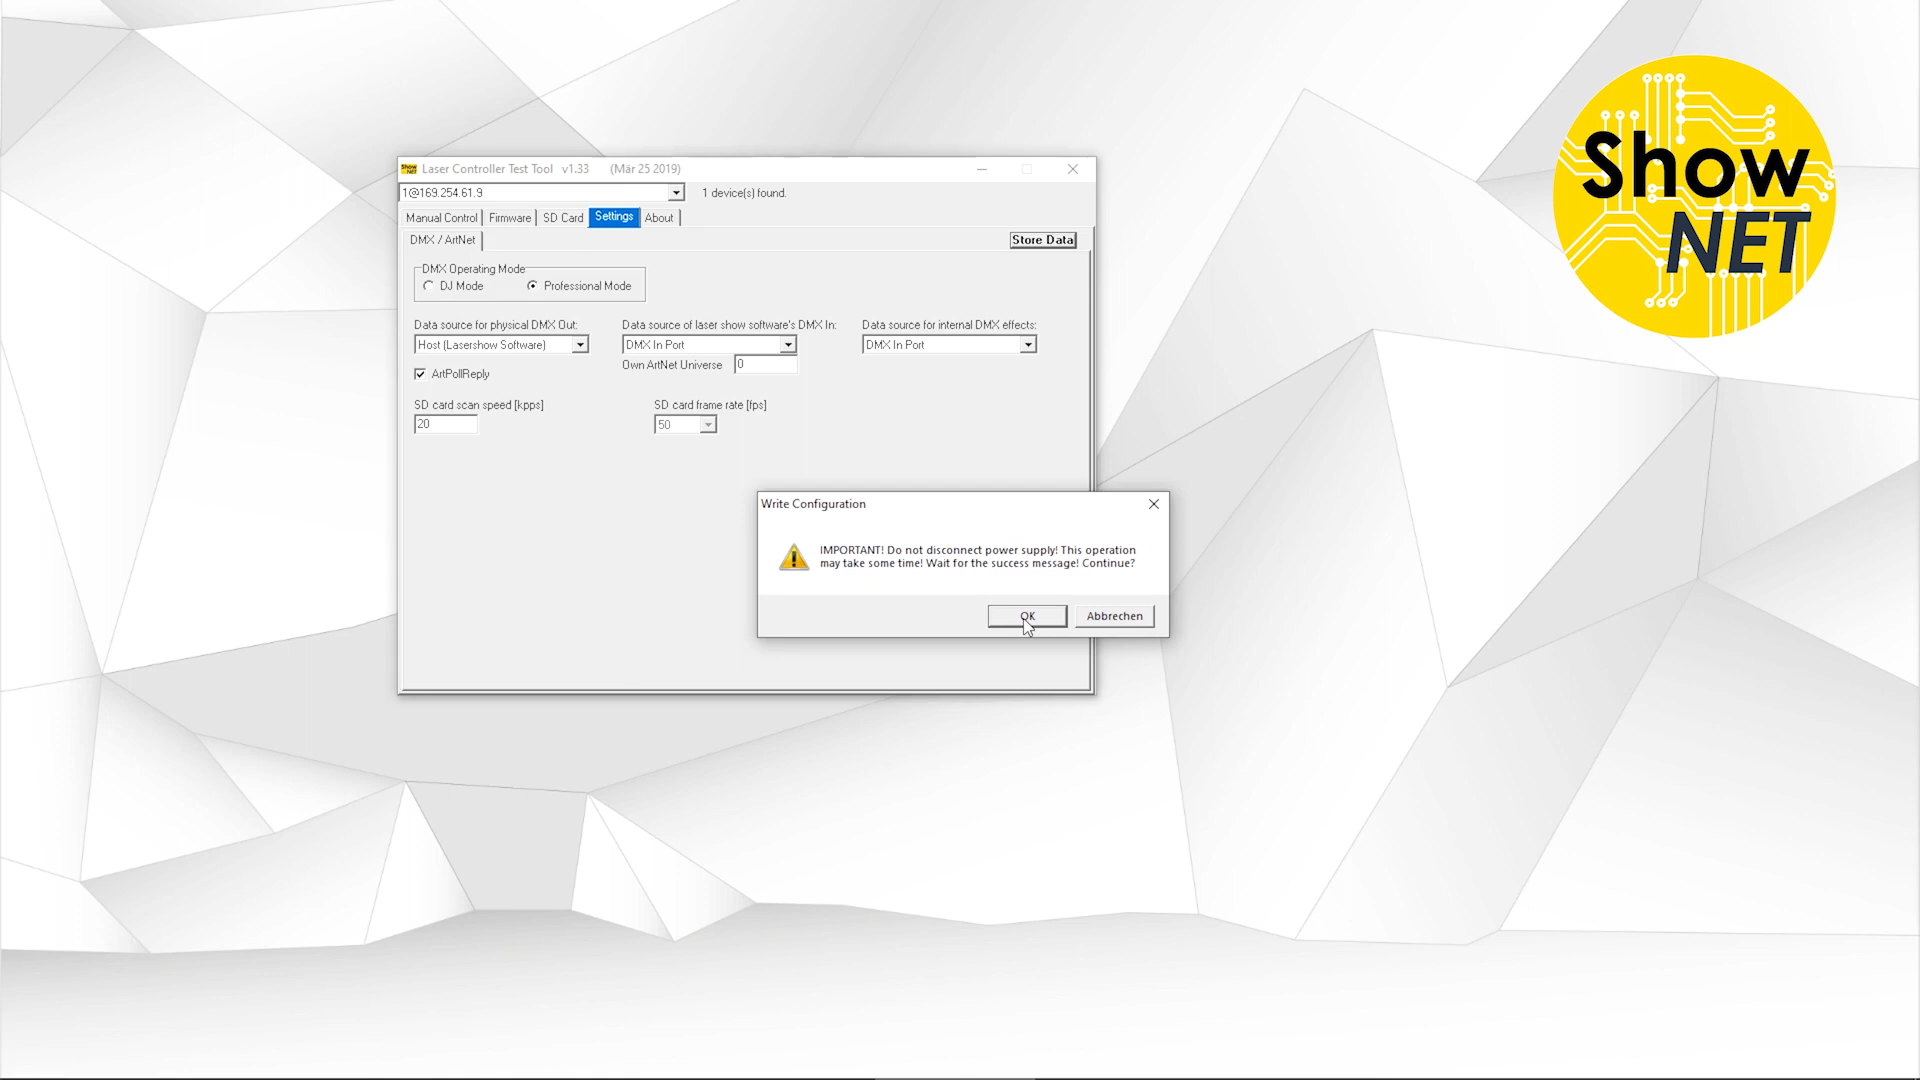 Show
NET
Show
NET
Laser Controller Test Tool v1.33 (Mär 25 2019)
1@169.254.61.9
1 device(s) found.
Manual Control
Firmware
SD Card
Settings
About
DMX / ArtNet
Store Data
DMX Operating Mode
DJ Mode
Professional Mode
Data source for physical DMX Out:
Data source of laser show software's DMX In:
Data source for internal DMX effects:
Host (Lasershow Software)
DMX In Port
DMX In Port
Own ArtNet Universe
0
ArtPollReply
SD card scan speed [kpps]
SD card frame rate [fps]
20
50
Write Configuration
IMPORTANT! Do not disconnect power supply! This operation
may take some time! Wait for the success message! Continue?
OK
Abbrechen